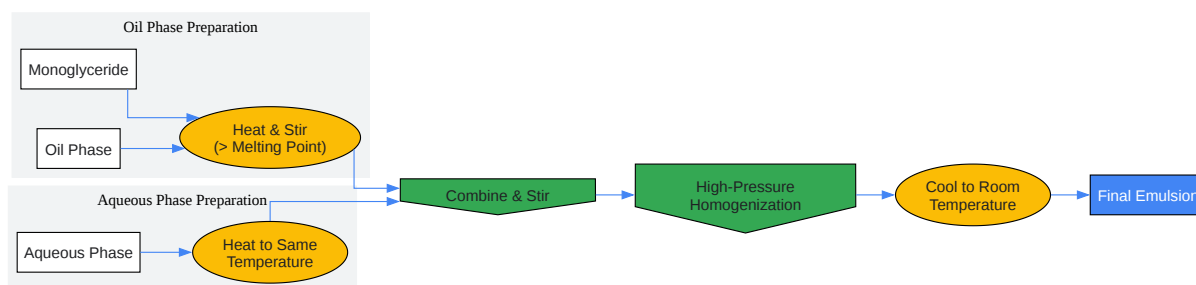 Oil Phase Preparation
Monoglyceride
Oil Phase
Heat & Stir
(> Melting Point)
Aqueous Phase Preparation
Aqueous Phase
Heat to Same
Temperature
Combine & Stir
High-Pressure
Homogenization
Cool to Room
Temperature
Final Emulsion